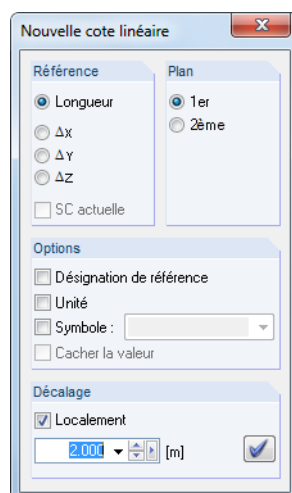 Nouvelle cote linéaire
Référence
Plan
Longueur
1er
ΔX
2ème
ΔY
ΔZ
SC actuelle
Options
Désignation de référence
Unité
Symbole :
Cacher la valeur
Décalage
Localement
2.000 [m]